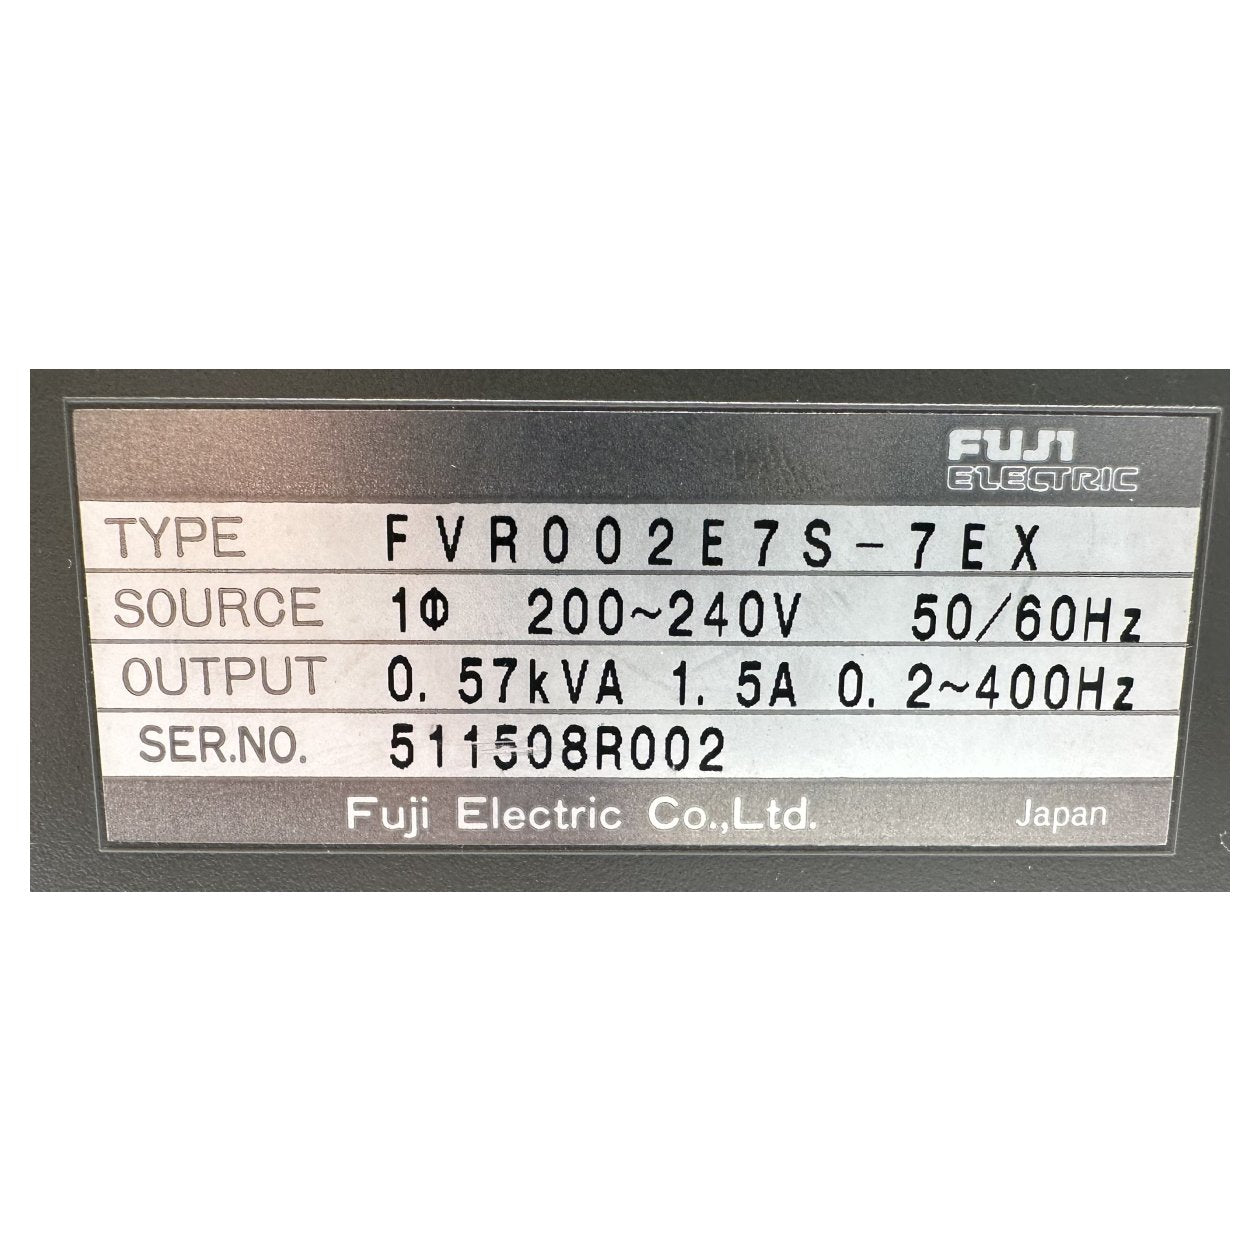 FUJI
ELECTRIC
TYPE FVR002E7S-7EX
SOURCE 1Φ 200~240V 50/60Hz
OUTPUT 0.57kVA 1.5A 0.2~400Hz
SER.NO. 511508R002
Fuji Electric Co.,Ltd. Japan